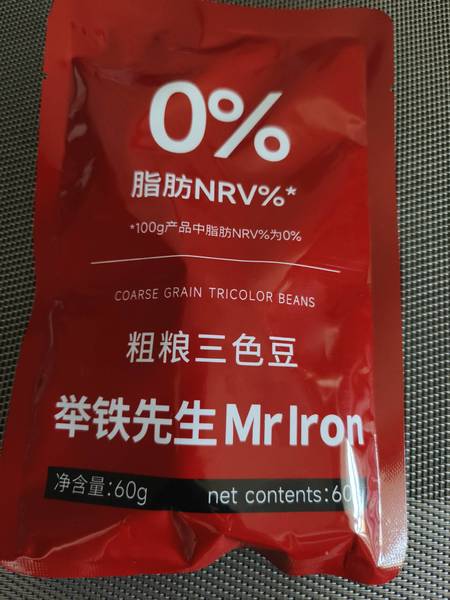 0%
脂肪NRV%*
*100g产品中脂肪NRV%为0%
COARSE GRAIN TRICOLOR BEANS
粗粮三色豆
举铁先生 Mr Iron
净含量:60g net contents:60